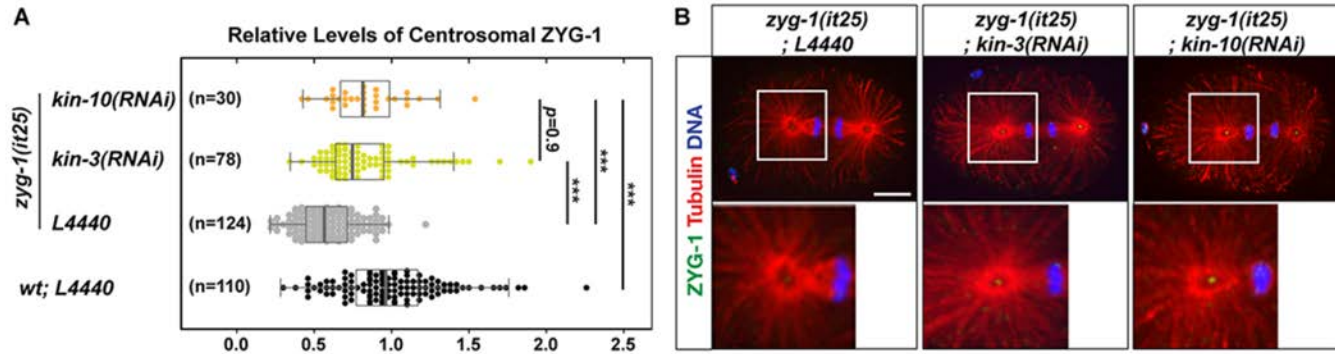 A
Relative Levels of Centrosomal ZYG-1
zyg-1(it25)
kin-10(RNAi)
(n=30)
kin-3(RNAi)
(n=78)
L4440
(n=124)
wt; L4440
(n=110)
p=0.9
***
***
***
0.0 0.5 1.0 1.5 2.0 2.5
B
zyg-1(it25)
; L4440
zyg-1(it25)
; kin-3(RNAi)
zyg-1(it25)
; kin-10(RNAi)
ZYG-1 Tubulin DNA